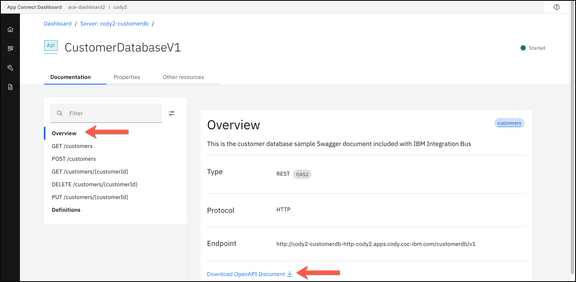 App Connect Dashboard ace-dashboard2 | cody2
Dashboard / Server: cody2-customerdb /
api CustomerDatabaseV1
Started
Documentation Properties Other resources
Filter
Overview
GET /customers
POST /customers
GET /customers/{customerId}
DELETE /customers/{customerId}
PUT /customers/{customerId}
Definitions
Overview customers
This is the customer database sample Swagger document included with IBM Integration Bus
Type REST OAS2
Protocol HTTP
Endpoint http://cody2-customerdb-http-cody2.apps.cody.coc-ibm.com/customerdb/v1
Download OpenAPI Document